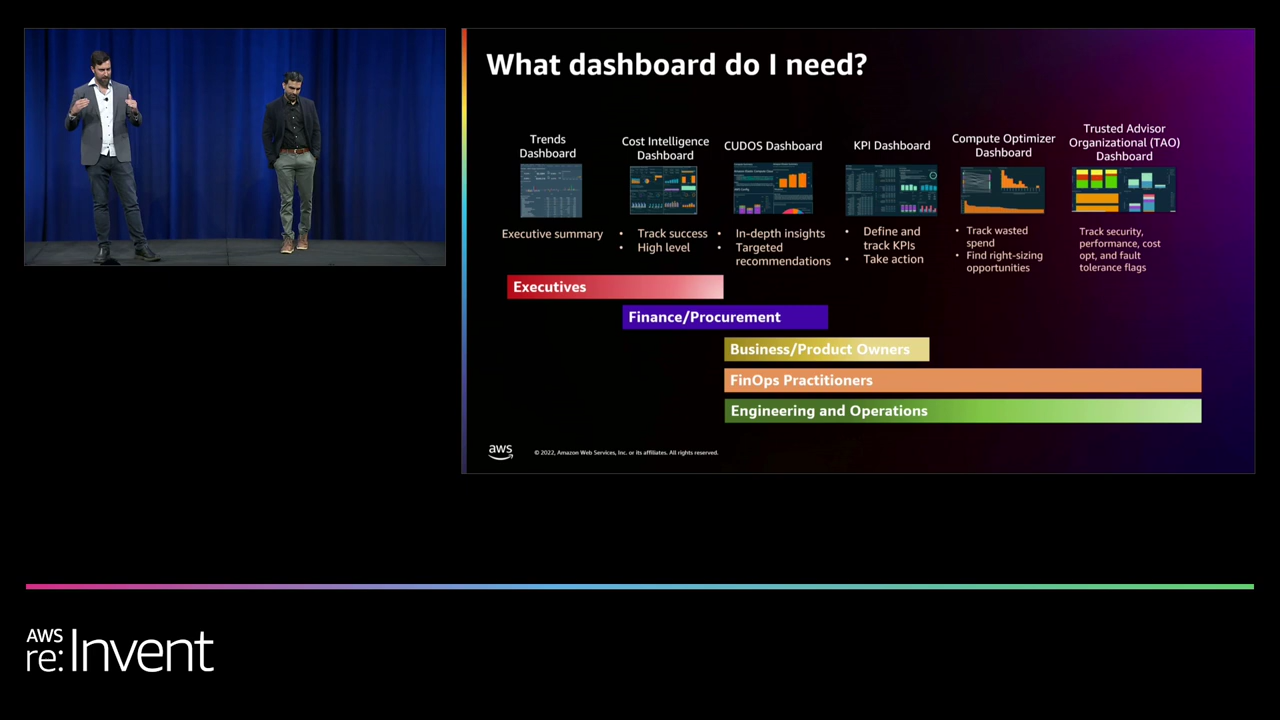 What dashboard do I need?
Trends
Dashboard
Executive summary
Cost Intelligence
Dashboard
• Track success
• High level
CUDOS Dashboard
• In-depth insights
• Targeted
recommendations
KPI Dashboard
• Define and
track KPIs
• Take action
Compute Optimizer
Dashboard
• Track wasted
spend
• Find right-sizing
opportunities
Trusted Advisor
Organizational (TAO)
Dashboard
Track security,
performance, cost
opt, and fault
tolerance flags
Executives
Finance/Procurement
Business/Product Owners
FinOps Practitioners
Engineering and Operations
aws
© 2022, Amazon Web Services, Inc. or its affiliates. All rights reserved.
AWS
re:Invent